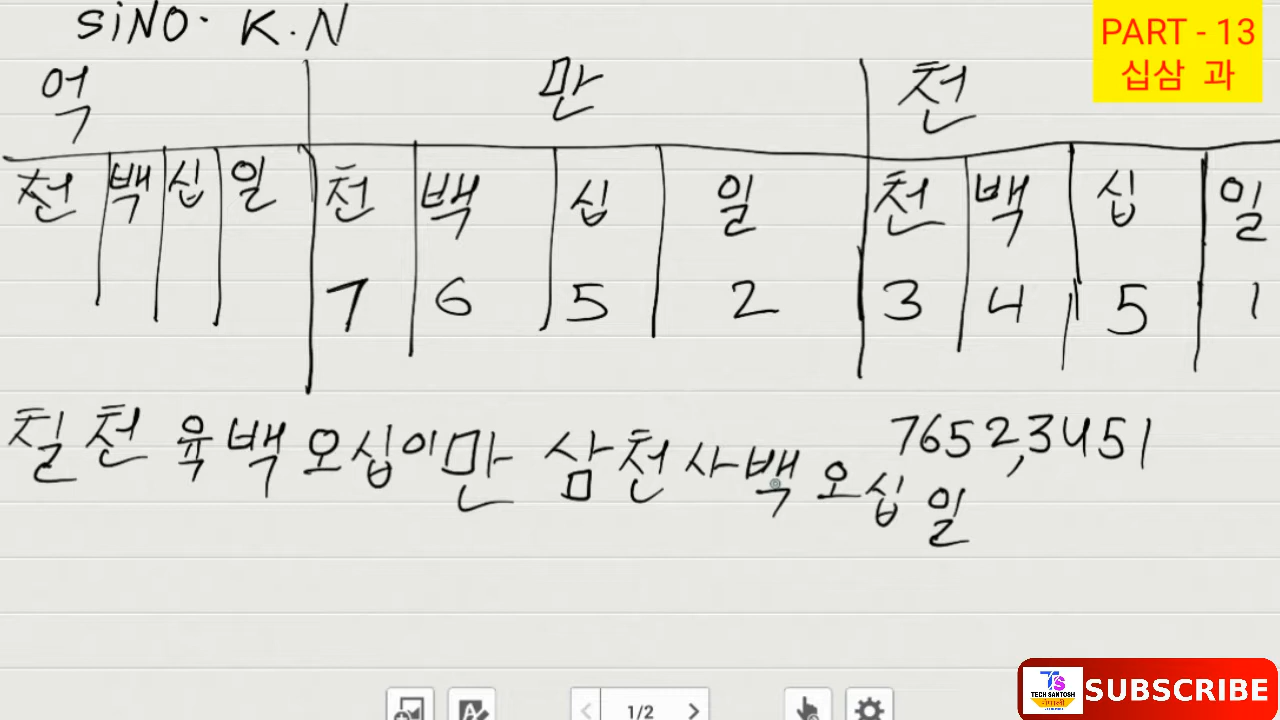 SiNO. K.N
PART - 13
십삼 과
억 만 천
천 백 십 일 천 백 십 일 천 백 십 일
7 6 5 2 3 4 5 1
칠천 육백 오십이만 삼천사백 오십 일
7652,3451
1/2
TS
TECH SANTOSH
नेपाली
SUBSCRIBE